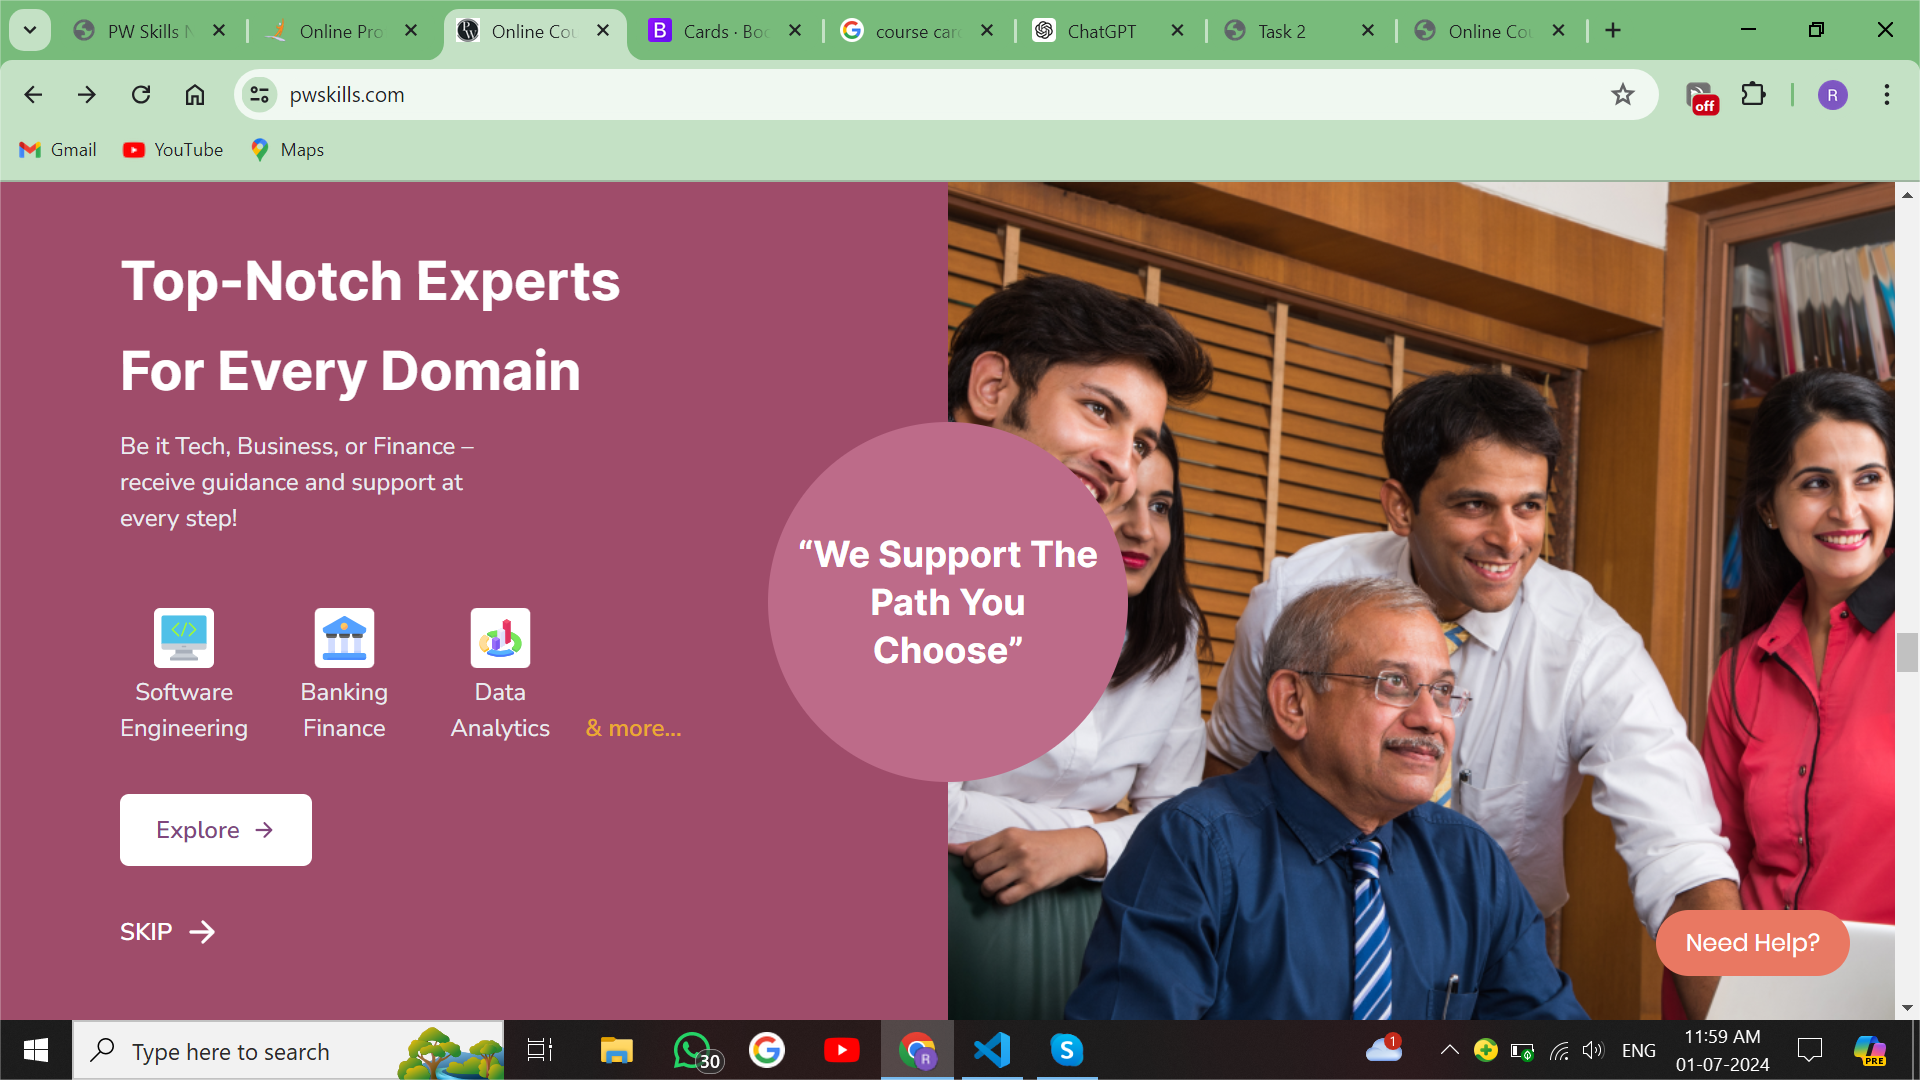 PW Skills
Online Pro
Online Cou
Cards · Boo
course card
ChatGPT
Task 2
Online Cou
pwskills.com
off
R
Gmail
YouTube
Maps
Top-Notch Experts
For Every Domain
Be it Tech, Business, or Finance –
receive guidance and support at
every step!
“We Support The
Path You
Choose”
Software
Engineering
Banking
Finance
Data
Analytics
& more...
Explore
SKIP
Need Help?
Type here to search
30
R
1
ENG
11:59 AM
01-07-2024
PRE